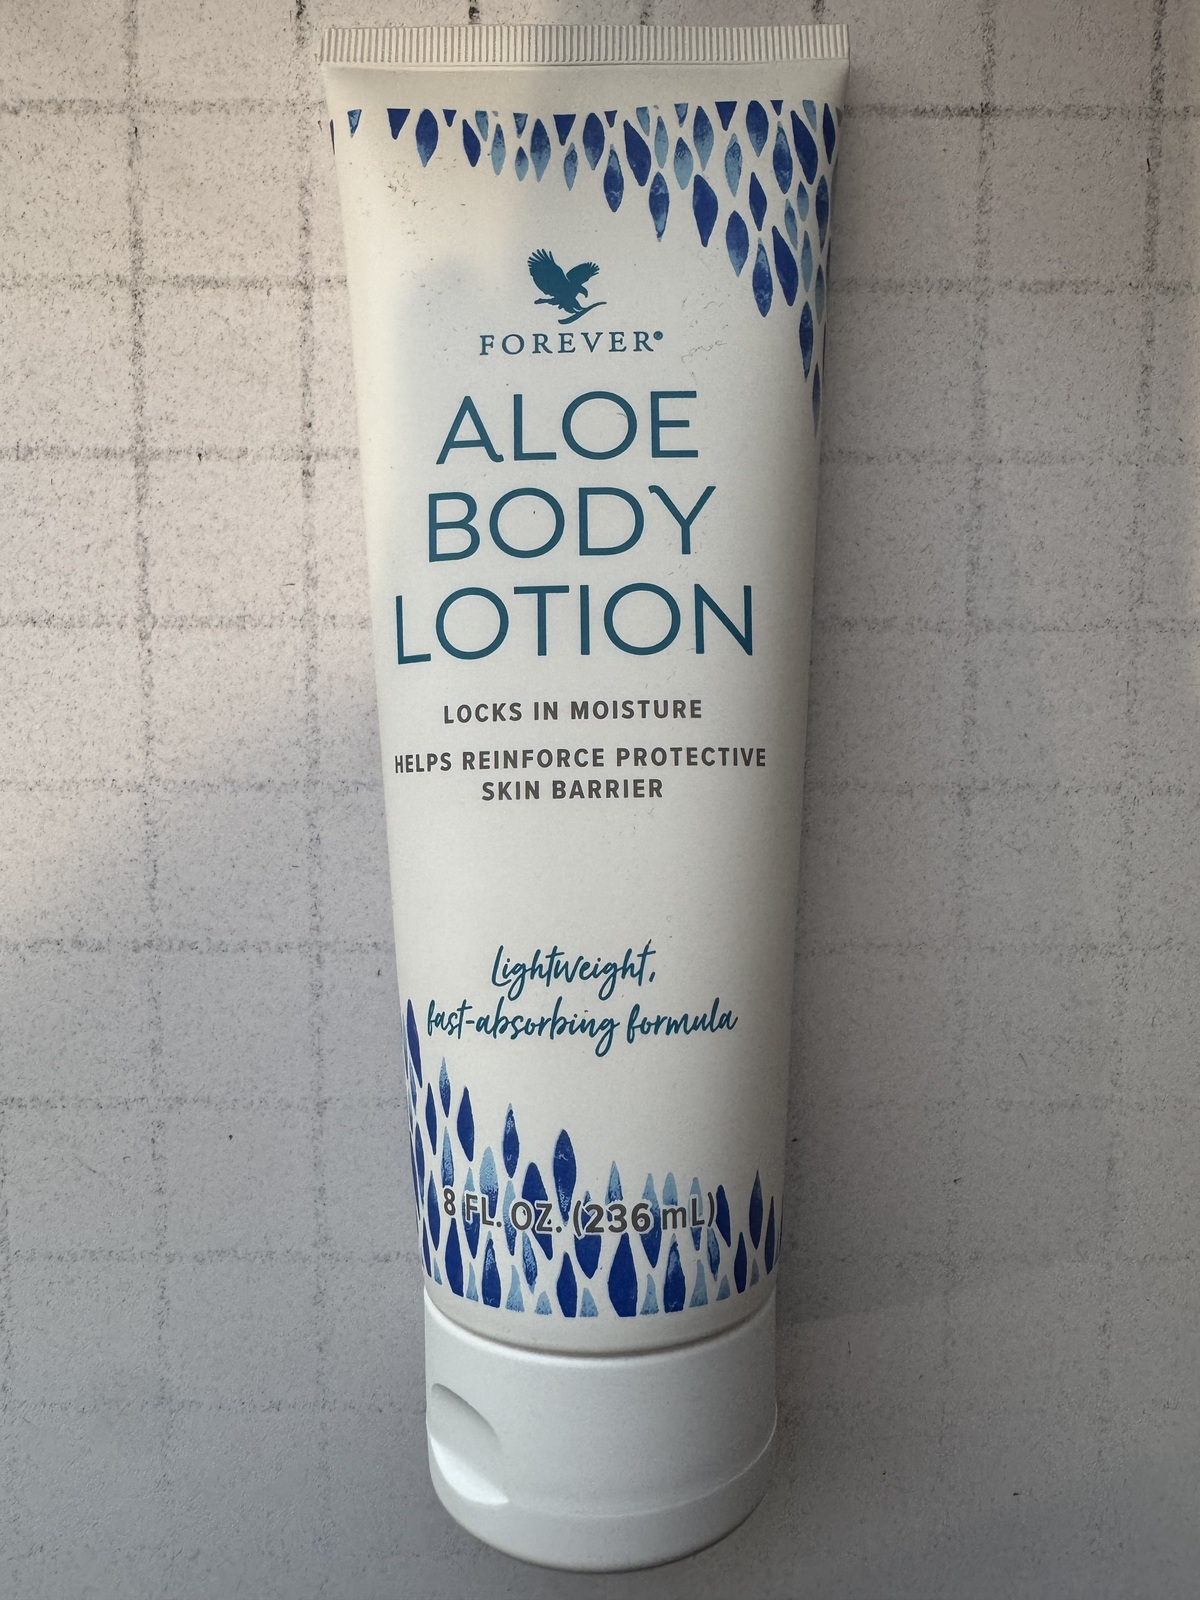 FOREVER®
ALOE
BODY
LOTION
LOCKS IN MOISTURE
HELPS REINFORCE PROTECTIVE
SKIN BARRIER
Lightweight,
fast-absorbing formula
8 FL. OZ. (236 mL)